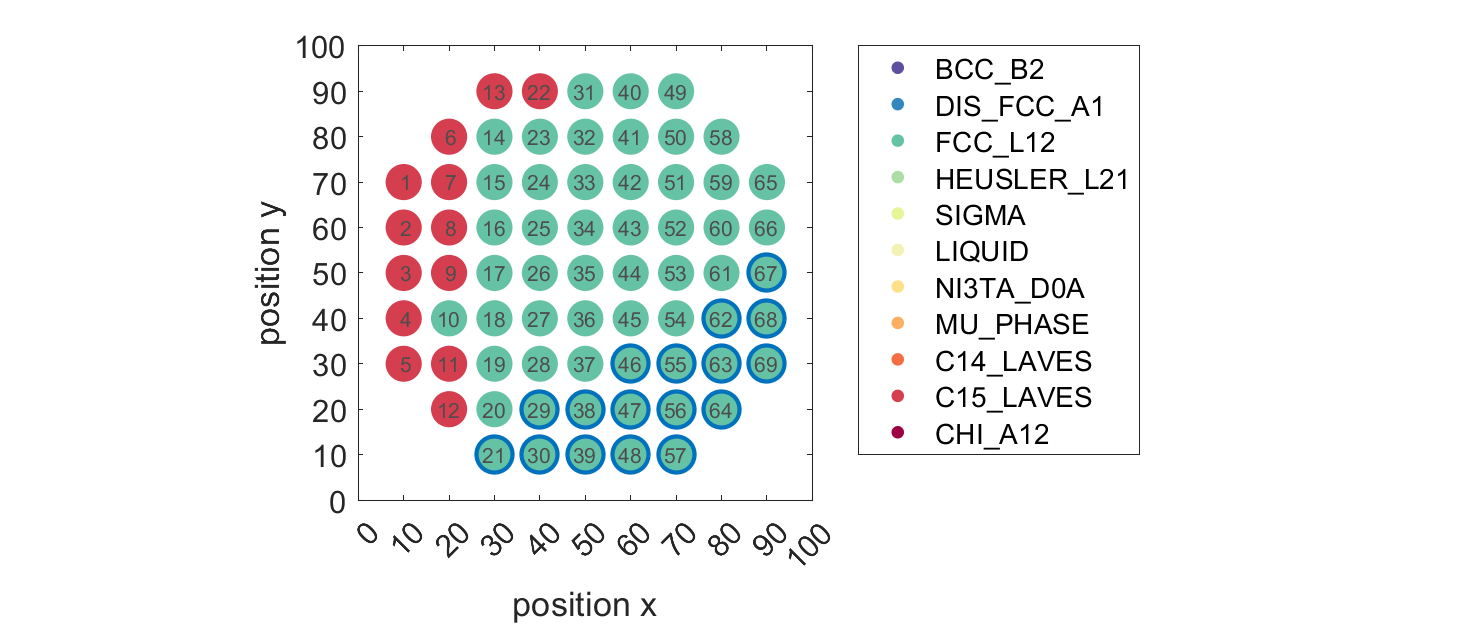 100
90
80
70
60
50
40
30
20
10
0
position y
13 22 31 40 49
6 14 23 32 41 50 58
1 7 15 24 33 42 51 59 65
2 8 16 25 34 43 52 60 66
3 9 17 26 35 44 53 61 67
4 10 18 27 36 45 54 62 68
5 11 19 28 37 46 55 63 69
12 20 29 38 47 56 64
21 30 39 48 57
0 10 20 30 40 50 60 70 80 90 100
position x
BCC_B2
DIS_FCC_A1
FCC_L12
HEUSLER_L21
SIGMA
LIQUID
NI3TA_D0A
MU_PHASE
C14_LAVES
C15_LAVES
CHI_A12